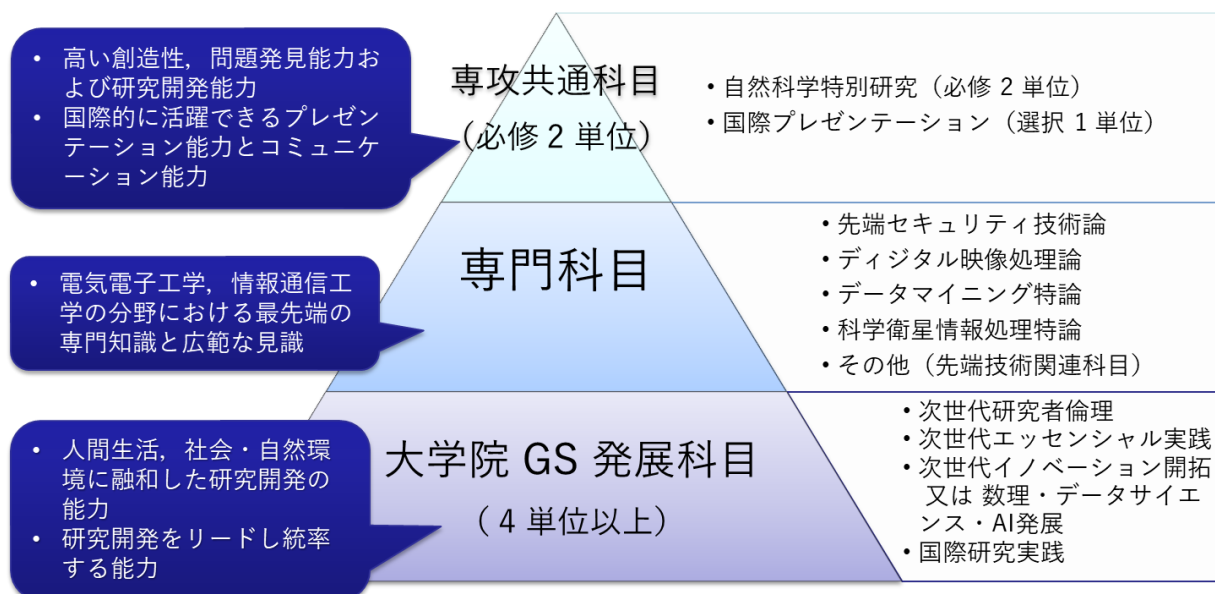 • 高い創造性，問題発見能力お
よび研究開発能力
• 国際的に活躍できるプレゼン
テーション能力とコミュニケ
ーション能力
専攻共通科目
(必修 2 単位)
• 自然科学特別研究（必修 2 単位）
• 国際プレゼンテーション（選択 1 単位）
• 電気電子工学，情報通信工
学の分野における最先端の
専門知識と広範な見識
専門科目
• 先端セキュリティ技術論
• ディジタル映像処理論
• データマイニング特論
• 科学衛星情報処理特論
• その他（先端技術関連科目）
• 人間生活，社会・自然環
境に融和した研究開発の
能力
• 研究開発をリードし統率
する能力
大学院 GS 発展科目
( 4 単位以上)
• 次世代研究者倫理
• 次世代エッセンシャル実践
• 次世代イノベーション開拓
又は 数理・データサイエ
ンス・AI発展
• 国際研究実践